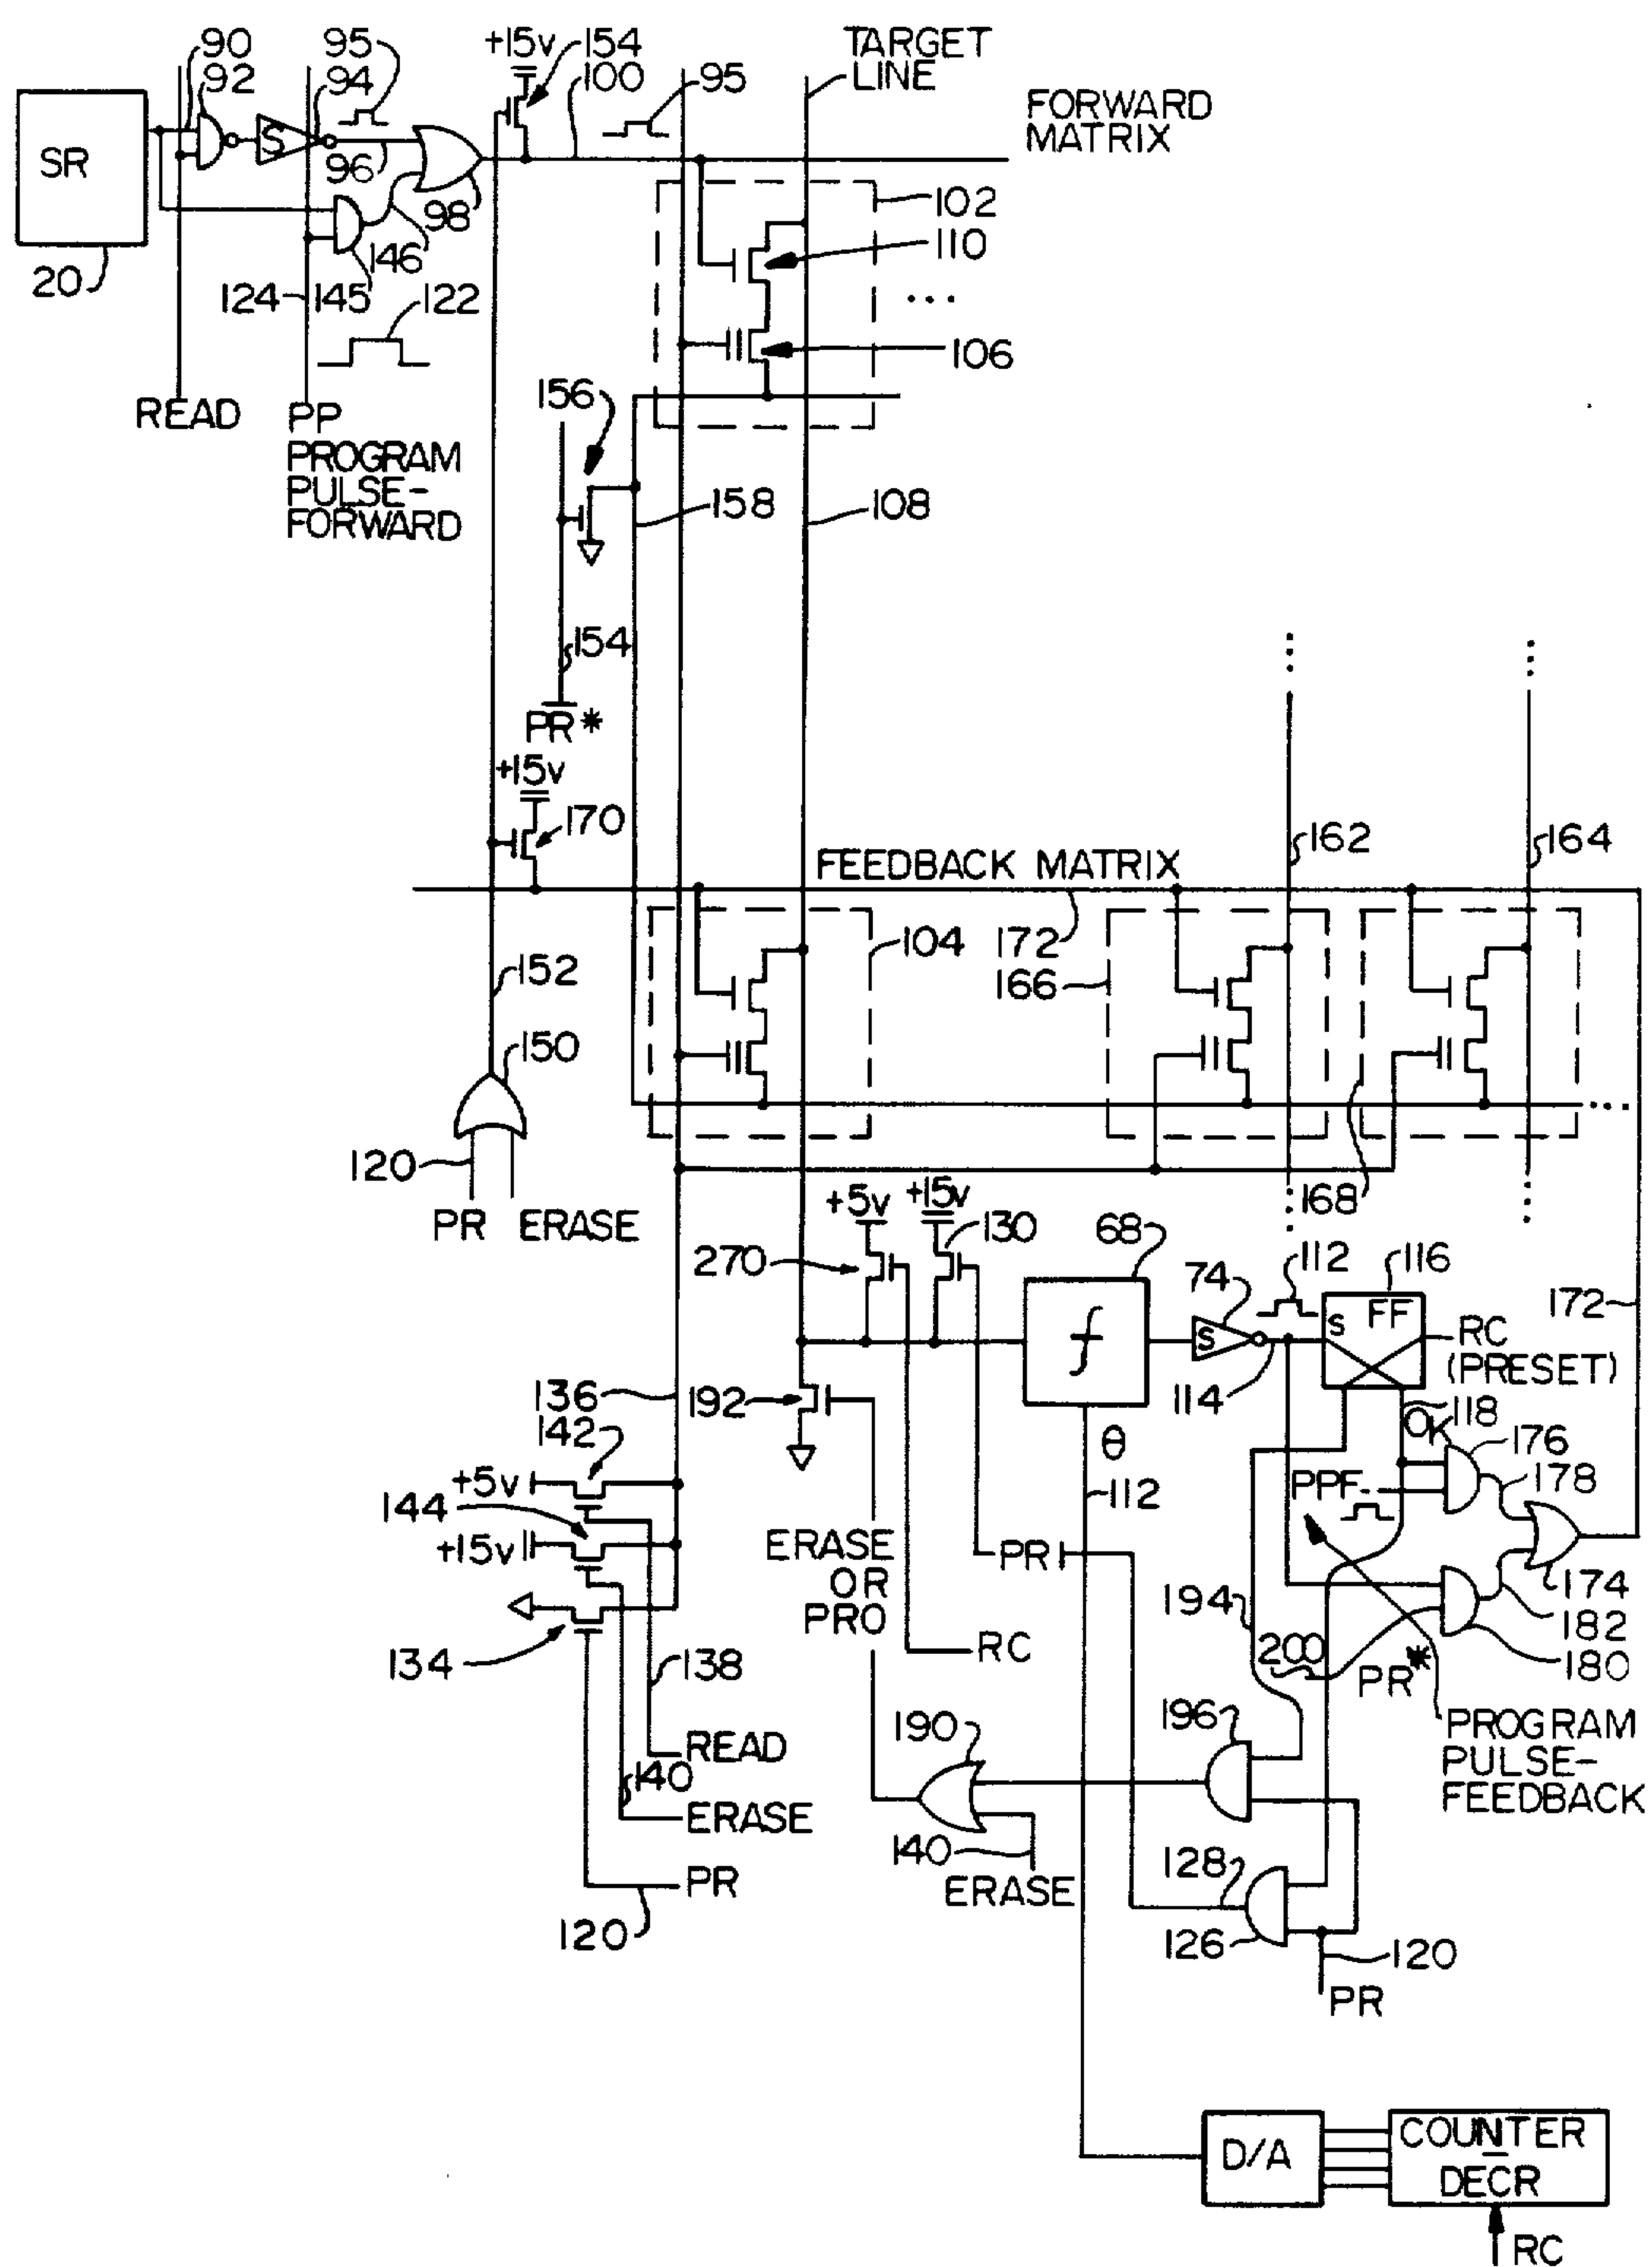 90
95
92
94
SR
S
96
98
20
145
146
124
122
READ
PP
PROGRAM
PULSE-
FORWARD
+15v
154
100
95
TARGET
LINE
FORWARD
MATRIX
102
110
...
106
156
158
108
154
PR*
+15v
170
FEEDBACK MATRIX
162
164
152
104
172
166
150
120
168
PR
ERASE
+5v
+15v
130
270
68
74
112
116
172
∫
S
S
FF
RC
(PRESET)
114
136
192
142
+5v
144
+15v
134
θ
112
118
OK
176
178
PPF
ERASE
OR
PRO
PR
174
182
180
194
200
PR*
RC
138
READ
140
ERASE
PR
120
190
196
PROGRAM
PULSE-
FEEDBACK
140
ERASE
128
126
120
PR
D/A
COUNTER
—
DECR
RC